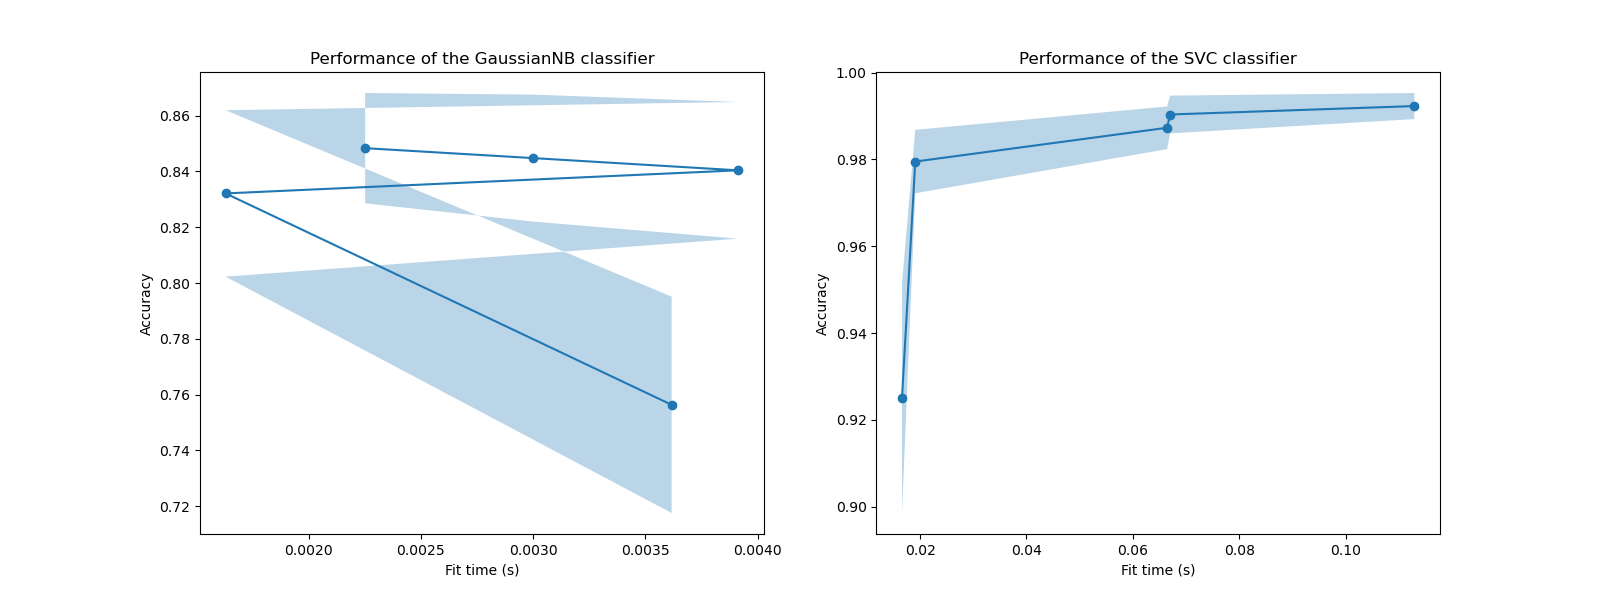 Performance of the GaussianNB classifier
Accuracy
0.86
0.84
0.82
0.80
0.78
0.76
0.74
0.72
0.0020 0.0025 0.0030 0.0035 0.0040
Fit time (s)
Performance of the SVC classifier
Accuracy
1.00
0.98
0.96
0.94
0.92
0.90
0.02 0.04 0.06 0.08 0.10
Fit time (s)